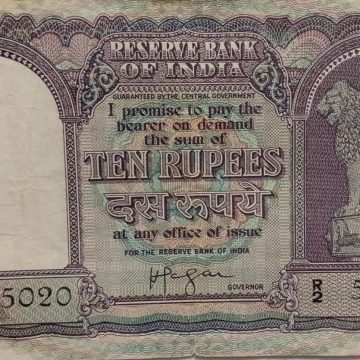 RESERVE BANK
OF INDIA
GUARANTEED BY THE CENTRAL GOVERNMENT
I promise to pay the
bearer on demand
the sum of
TEN RUPEES
दस रूपये
at any office of issue
FOR THE RESERVE BANK OF INDIA
GOVERNOR
5020
R
2
5